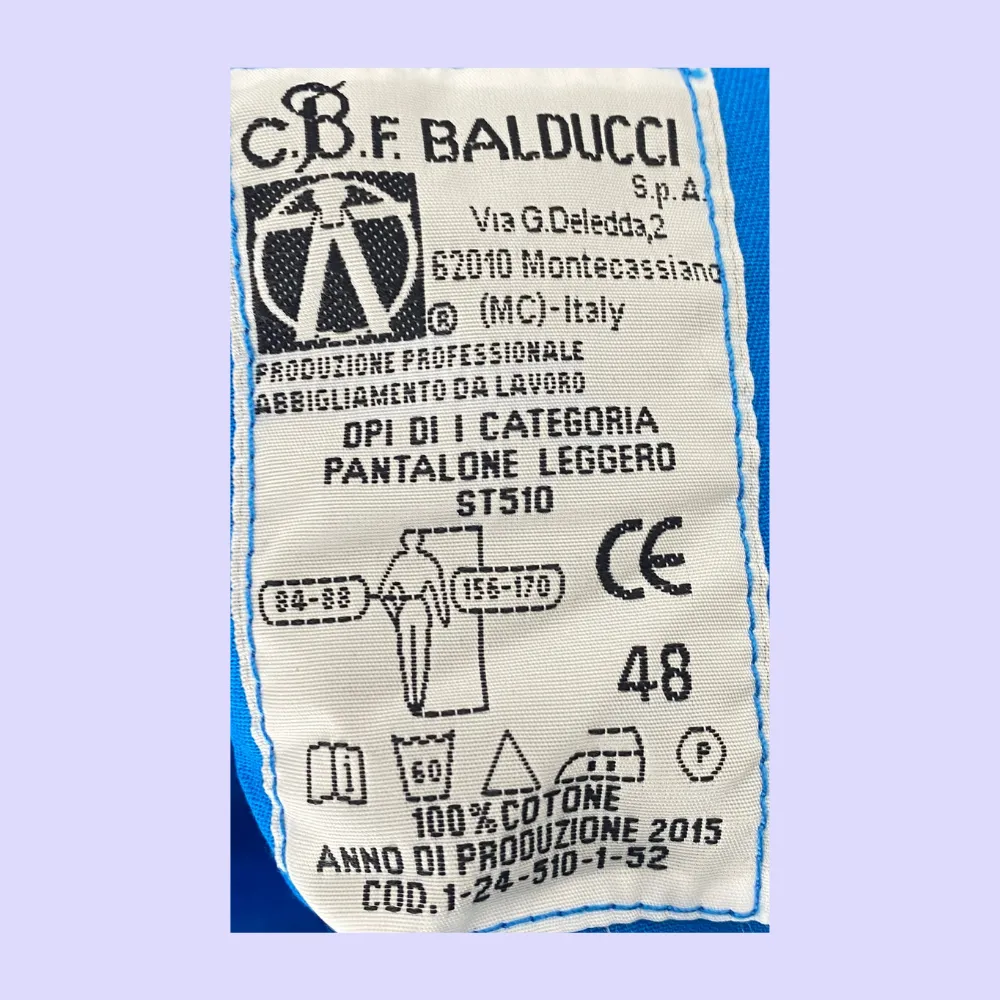 C.B.F. BALDUCCI
S.p.A.
Via G.Deledda,2
62010 Montecassiano
(MC)-Italy
®
PRODUZIONE PROFESSIONALE
ABBIGLIAMENTO DA LAVORO
DPI DI I CATEGORIA
PANTALONE LEGGERO
ST510
CE
84-88
156-170
48
i
60
P
100% COTONE
ANNO DI PRODUZIONE 2015
COD.1-24-510-1-52